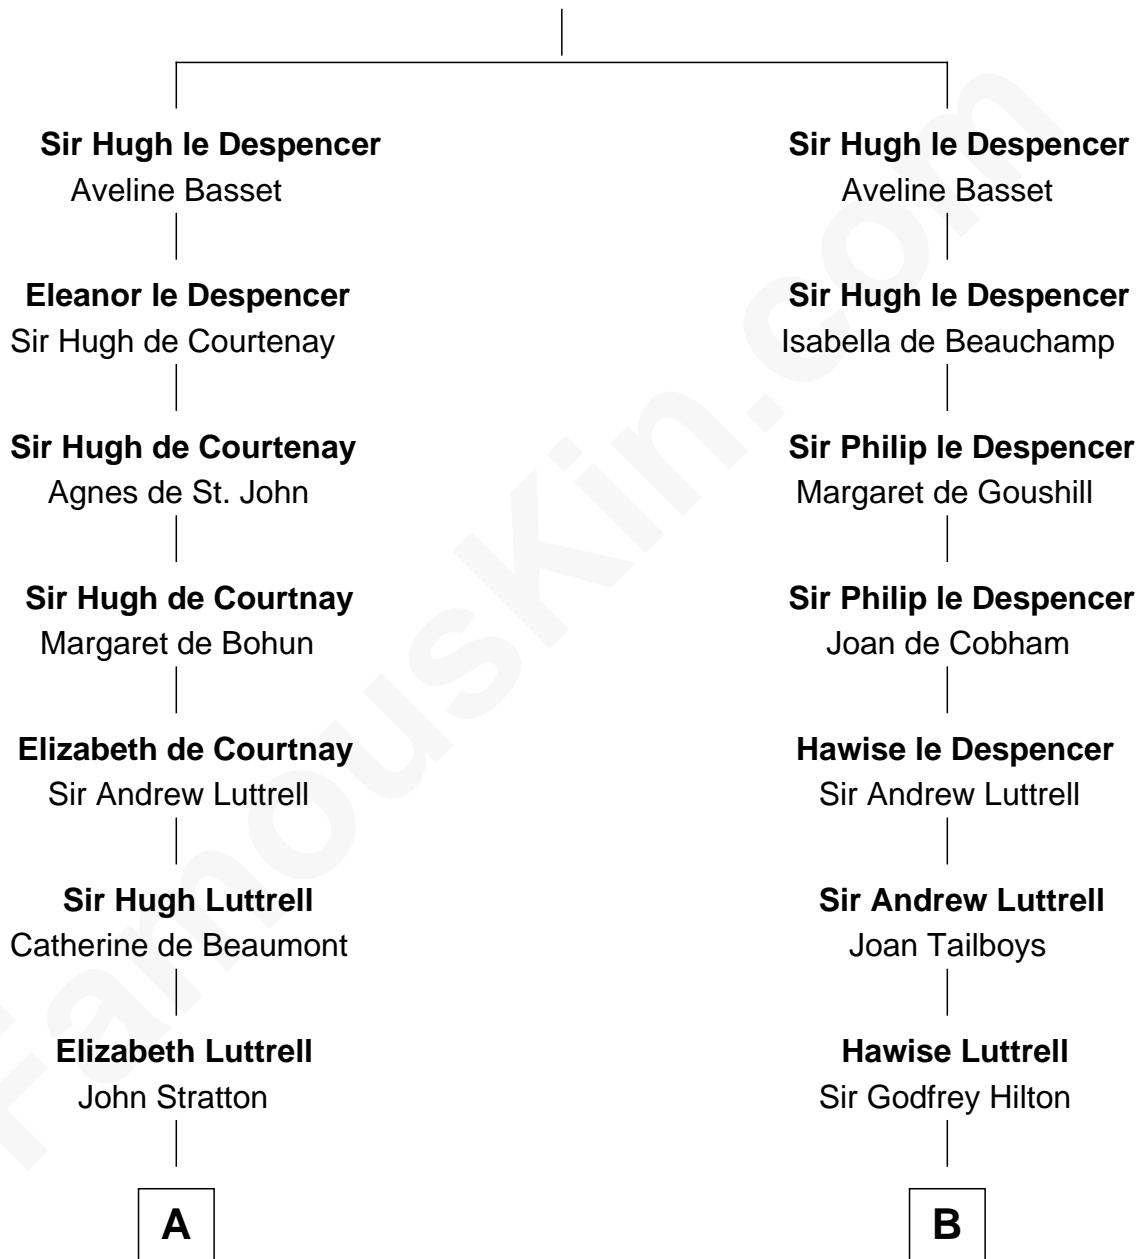 Sir Hugh le Despencer
Aveline Basset
Eleanor le Despencer
Sir Hugh de Courtenay
Sir Hugh de Courtenay
Agnes de St. John
Sir Hugh de Courtnay
Margaret de Bohun
Elizabeth de Courtnay
Sir Andrew Luttrell
Sir Hugh Luttrell
Catherine de Beaumont
Elizabeth Luttrell
John Stratton
A
Sir Hugh le Despencer
Aveline Basset
Sir Hugh le Despencer
Isabella de Beauchamp
Sir Philip le Despencer
Margaret de Goushill
Sir Philip le Despencer
Joan de Cobham
Hawise le Despencer
Sir Andrew Luttrell
Sir Andrew Luttrell
Joan Tailboys
Hawise Luttrell
Sir Godfrey Hilton
B
FamousKin.com